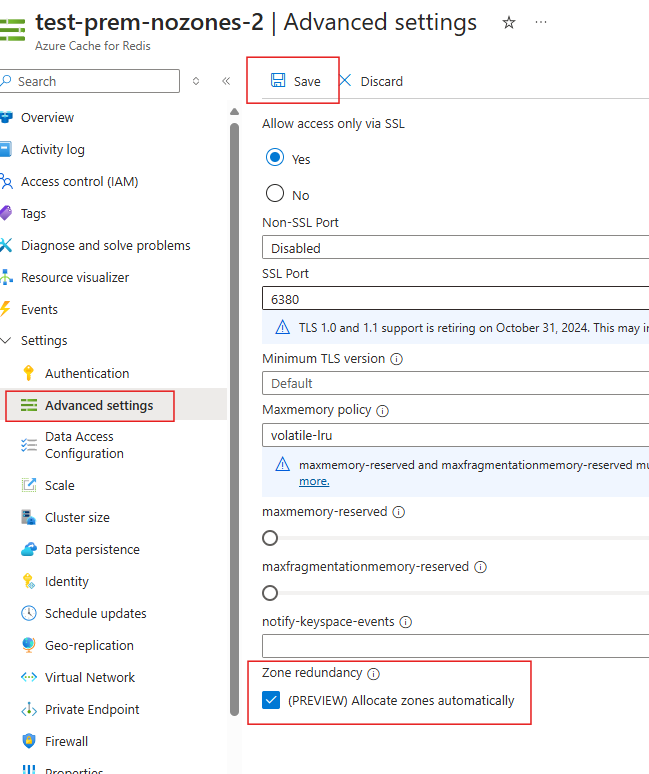 test-prem-nozones-2 | Advanced settings
Azure Cache for Redis
Search
Save Discard
Overview
Activity log
Access control (IAM)
Tags
Diagnose and solve problems
Resource visualizer
Events
Settings
Authentication
Advanced settings
Data Access
Configuration
Scale
Cluster size
Data persistence
Identity
Schedule updates
Geo-replication
Virtual Network
Private Endpoint
Firewall
Properties
Allow access only via SSL
Yes
No
Non-SSL Port
Disabled
SSL Port
6380
TLS 1.0 and 1.1 support is retiring on October 31, 2024. This may
Minimum TLS version
Default
Maxmemory policy
volatile-lru
maxmemory-reserved and maxfragmentationmemory-reserved
more.
maxmemory-reserved
maxfragmentationmemory-reserved
notify-keyspace-events
Zone redundancy
(PREVIEW) Allocate zones automatically